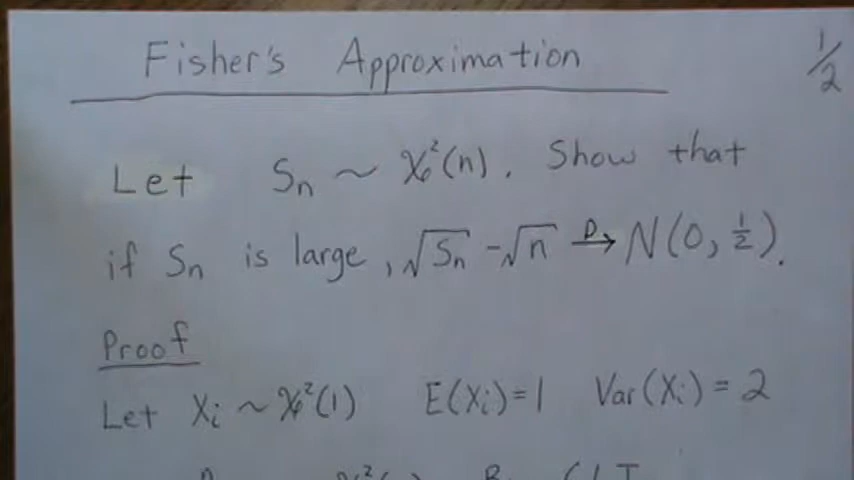 Fisher's Approximation
1/2
Let Sn ~ χ²(n). Show that
if Sn is large, √Sn - √n →ᴰ N(0, 1/2).
Proof
Let Xi ~ χ²(1) E(Xi)=1 Var(Xi) = 2